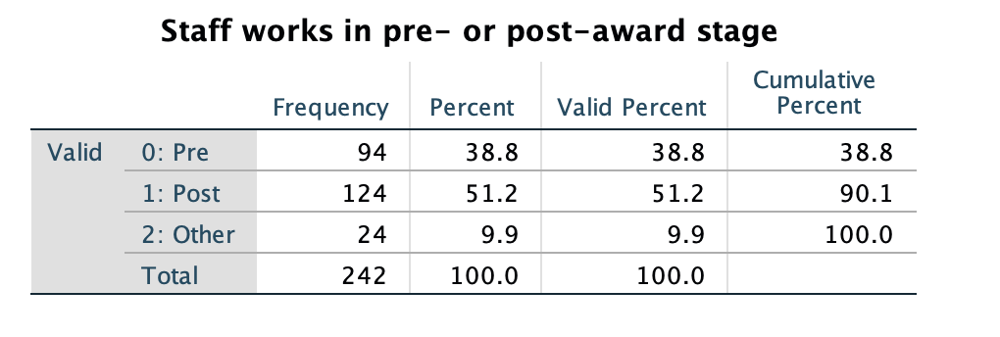 Staff works in pre- or post-award stage
Frequency Percent Valid Percent Cumulative Percent
Valid 0: Pre 94 38.8 38.8 38.8
1: Post 124 51.2 51.2 90.1
2: Other 24 9.9 9.9 100.0
Total 242 100.0 100.0